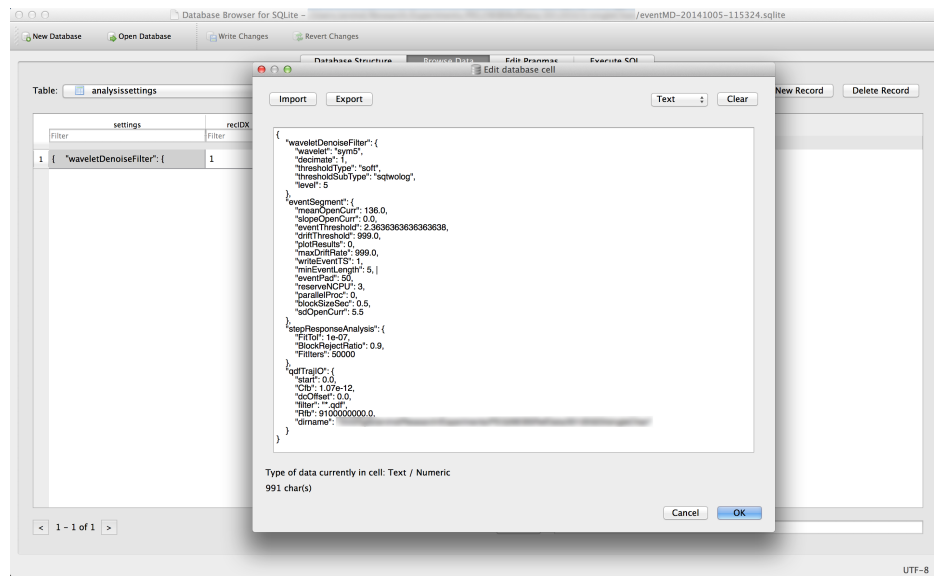 Database Browser for SQLite - /eventMD-20141005-115324.sqlite
New Database Open Database Write Changes Revert Changes
Database Structure Browse Data Edit Pragmas Execute SQL
Edit database cell
Table: analysissettings
New Record Delete Record
Import Export Text Clear
settings recIDX
Filter Filter
1 { "waveletDenoiseFilter": { 1
{
"waveletDenoiseFilter": {
"wavelet": "sym5",
"decimate": 1,
"thresholdType": "soft",
"thresholdSubType": "sqtwolog",
"level": 5
},
"eventSegment": {
"meanOpenCurr": 136.0,
"slopeOpenCurr": 0.0,
"eventThreshold": 2.3636363636363638,
"driftThreshold": 999.0,
"plotResults": 0,
"maxDriftRate": 999.0,
"writeEventTS": 1,
"minEventLength": 5,
"eventPad": 50,
"reserveNCPU": 3,
"parallelProc": 0,
"blockSizeSec": 0.5,
"sdOpenCurr": 5.5
},
"stepResponseAnalysis": {
"FitTol": 1e-07,
"BlockRejectRatio": 0.9,
"FitIters": 50000
},
"qdfTrajIO": {
"start": 0.0,
"Cfb": 1.07e-12,
"dcOffset": 0.0,
"filter": "*.qdf",
"Rfb": 9100000000.0,
"dirname":
}
}
Type of data currently in cell: Text / Numeric
991 char(s)
Cancel OK
< 1 - 1 of 1 >
UTF-8